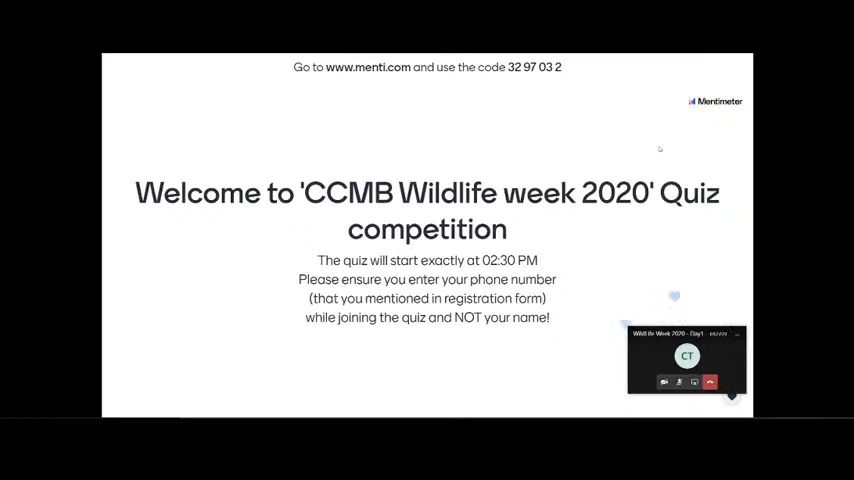 Go to www.menti.com and use the code 32 97 03 2
Mentimeter
Welcome to 'CCMB Wildlife week 2020' Quiz
competition
The quiz will start exactly at 02:30 PM
Please ensure you enter your phone number
(that you mentioned in registration form)
while joining the quiz and NOT your name!
Wildlife Week 2020 - Day1
CT